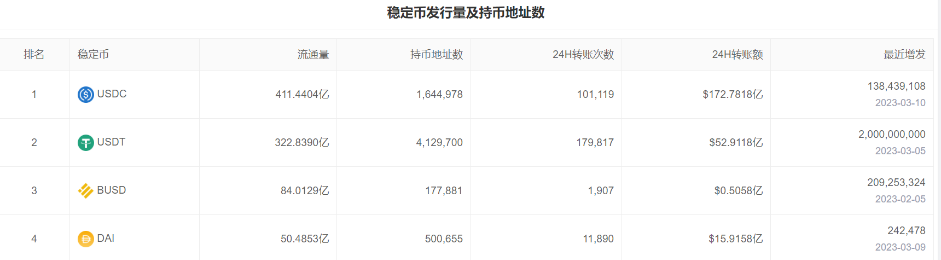 稳定币发行量及持币地址数
排名 稳定币 流通量 持币地址数 24H转账次数 24H转账额 最近增发
1 USDC 411.4404亿 1,644,978 101,119 $172.7818亿 138,439,108
2023-03-10
2 USDT 322.8390亿 4,129,700 179,817 $52.9118亿 2,000,000,000
2023-03-05
3 BUSD 84.0129亿 177,881 1,907 $0.5058亿 209,253,324
2023-02-05
4 DAI 50.4853亿 500,655 11,890 $15.9158亿 242,478
2023-03-09